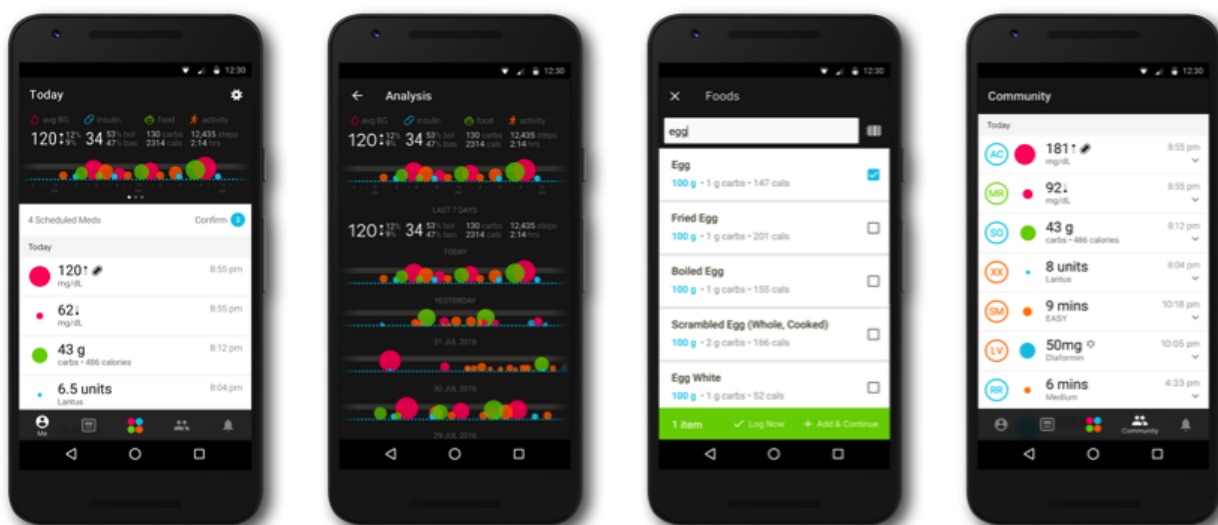 12:30
Today
avg BG insulin food activity
120 12% 9% 34 53% bol 47% bas 130 carbs 2314 cals 12,435 steps 2:14 hrs
4 Scheduled Meds Confirm 3
Today
120↑ 8:55 pm
mg/dL
62↓ 8:55 pm
mg/dL
43 g 8:12 pm
carbs • 486 calories
6.5 units 8:04 pm
Lantus
Me
12:30
Analysis
avg BG insulin food activity
120 12% 9% 34 53% bol 47% bas 130 carbs 2314 cals 12,435 steps 2:14 hrs
LAST 7 DAYS
120 12% 9% 34 53% bol 47% bas 130 carbs 2314 cals 12,435 steps 2:14 hrs
TODAY
YESTERDAY
31 JUL 2016
30 JUL 2016
29 JUL 2016
12:30
Foods
egg
Egg
100 g • 1 g carbs • 147 cals
Fried Egg
100 g • 1 g carbs • 201 cals
Boiled Egg
100 g • 1 g carbs • 155 cals
Scrambled Egg (Whole, Cooked)
100 g • 2 g carbs • 166 cals
Egg White
100 g • 1 g carbs • 52 cals
1 item Log Now Add & Continue
12:30
Community
Today
AC 181↑ 8:55 pm
mg/dL
MR 92↓ 8:55 pm
mg/dL
SO 43 g 8:12 pm
carbs • 486 calories
XX 8 units 8:04 pm
Lantus
SM 9 mins 10:18 pm
EASY
LV 50mg 10:05 pm
Diaformin
RR 6 mins 4:33 pm
Medium
Community